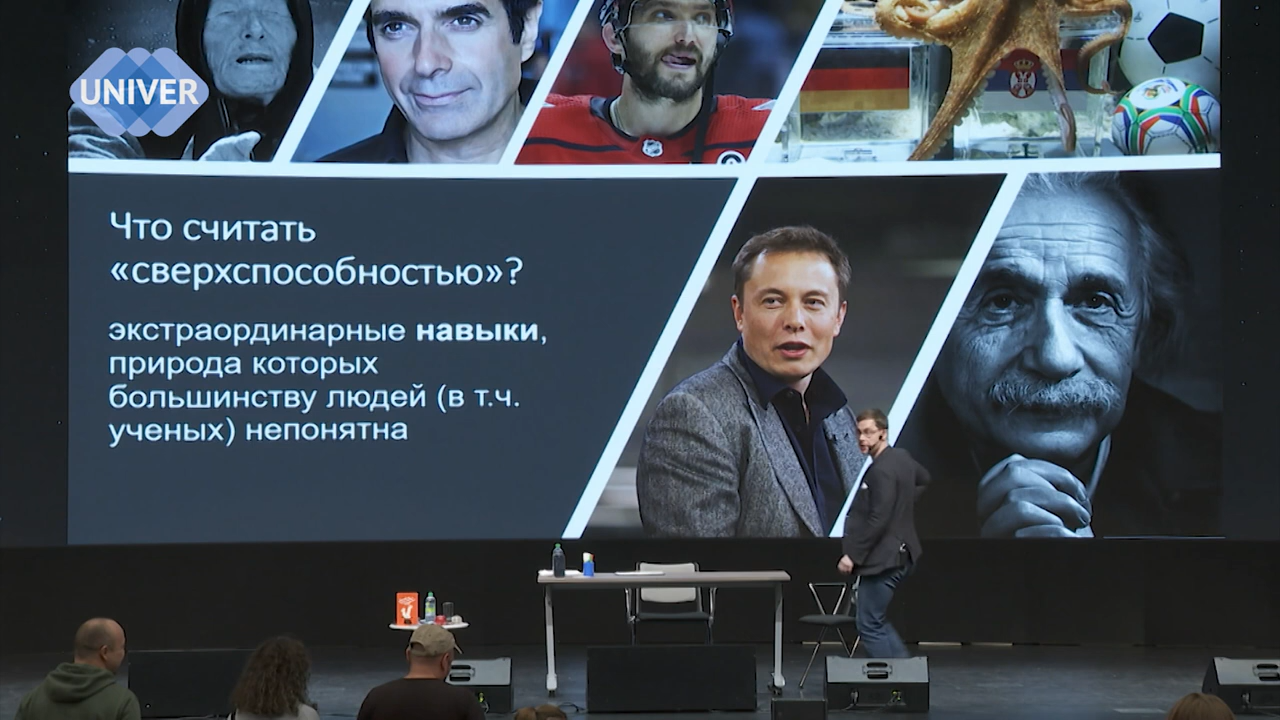 UNIVER
Что считать
«сверхспособностью»?
экстраординарные навыки,
природа которых
большинству людей (в т.ч.
ученых) непонятна